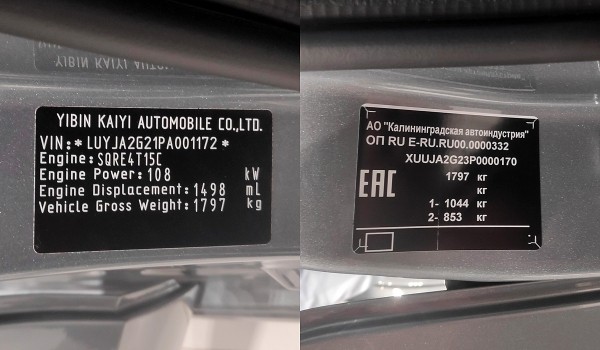 YIBIN KAIYI AUTOMOBILE CO.,LTD.
VIN:*LUYJA2G21PA001172*
Engine:SQRE4T15C
Engine Power:108 kW
Engine Displacement:1498 mL
Vehicle Gross Weight:1797 kg
АО "Калининградская автоиндустрия"
ОП RU E-RU.RU00.0000332
XUUJA2G23P0000170
EAC
1797 кг
кг
1- 1044 кг
2- 853 кг